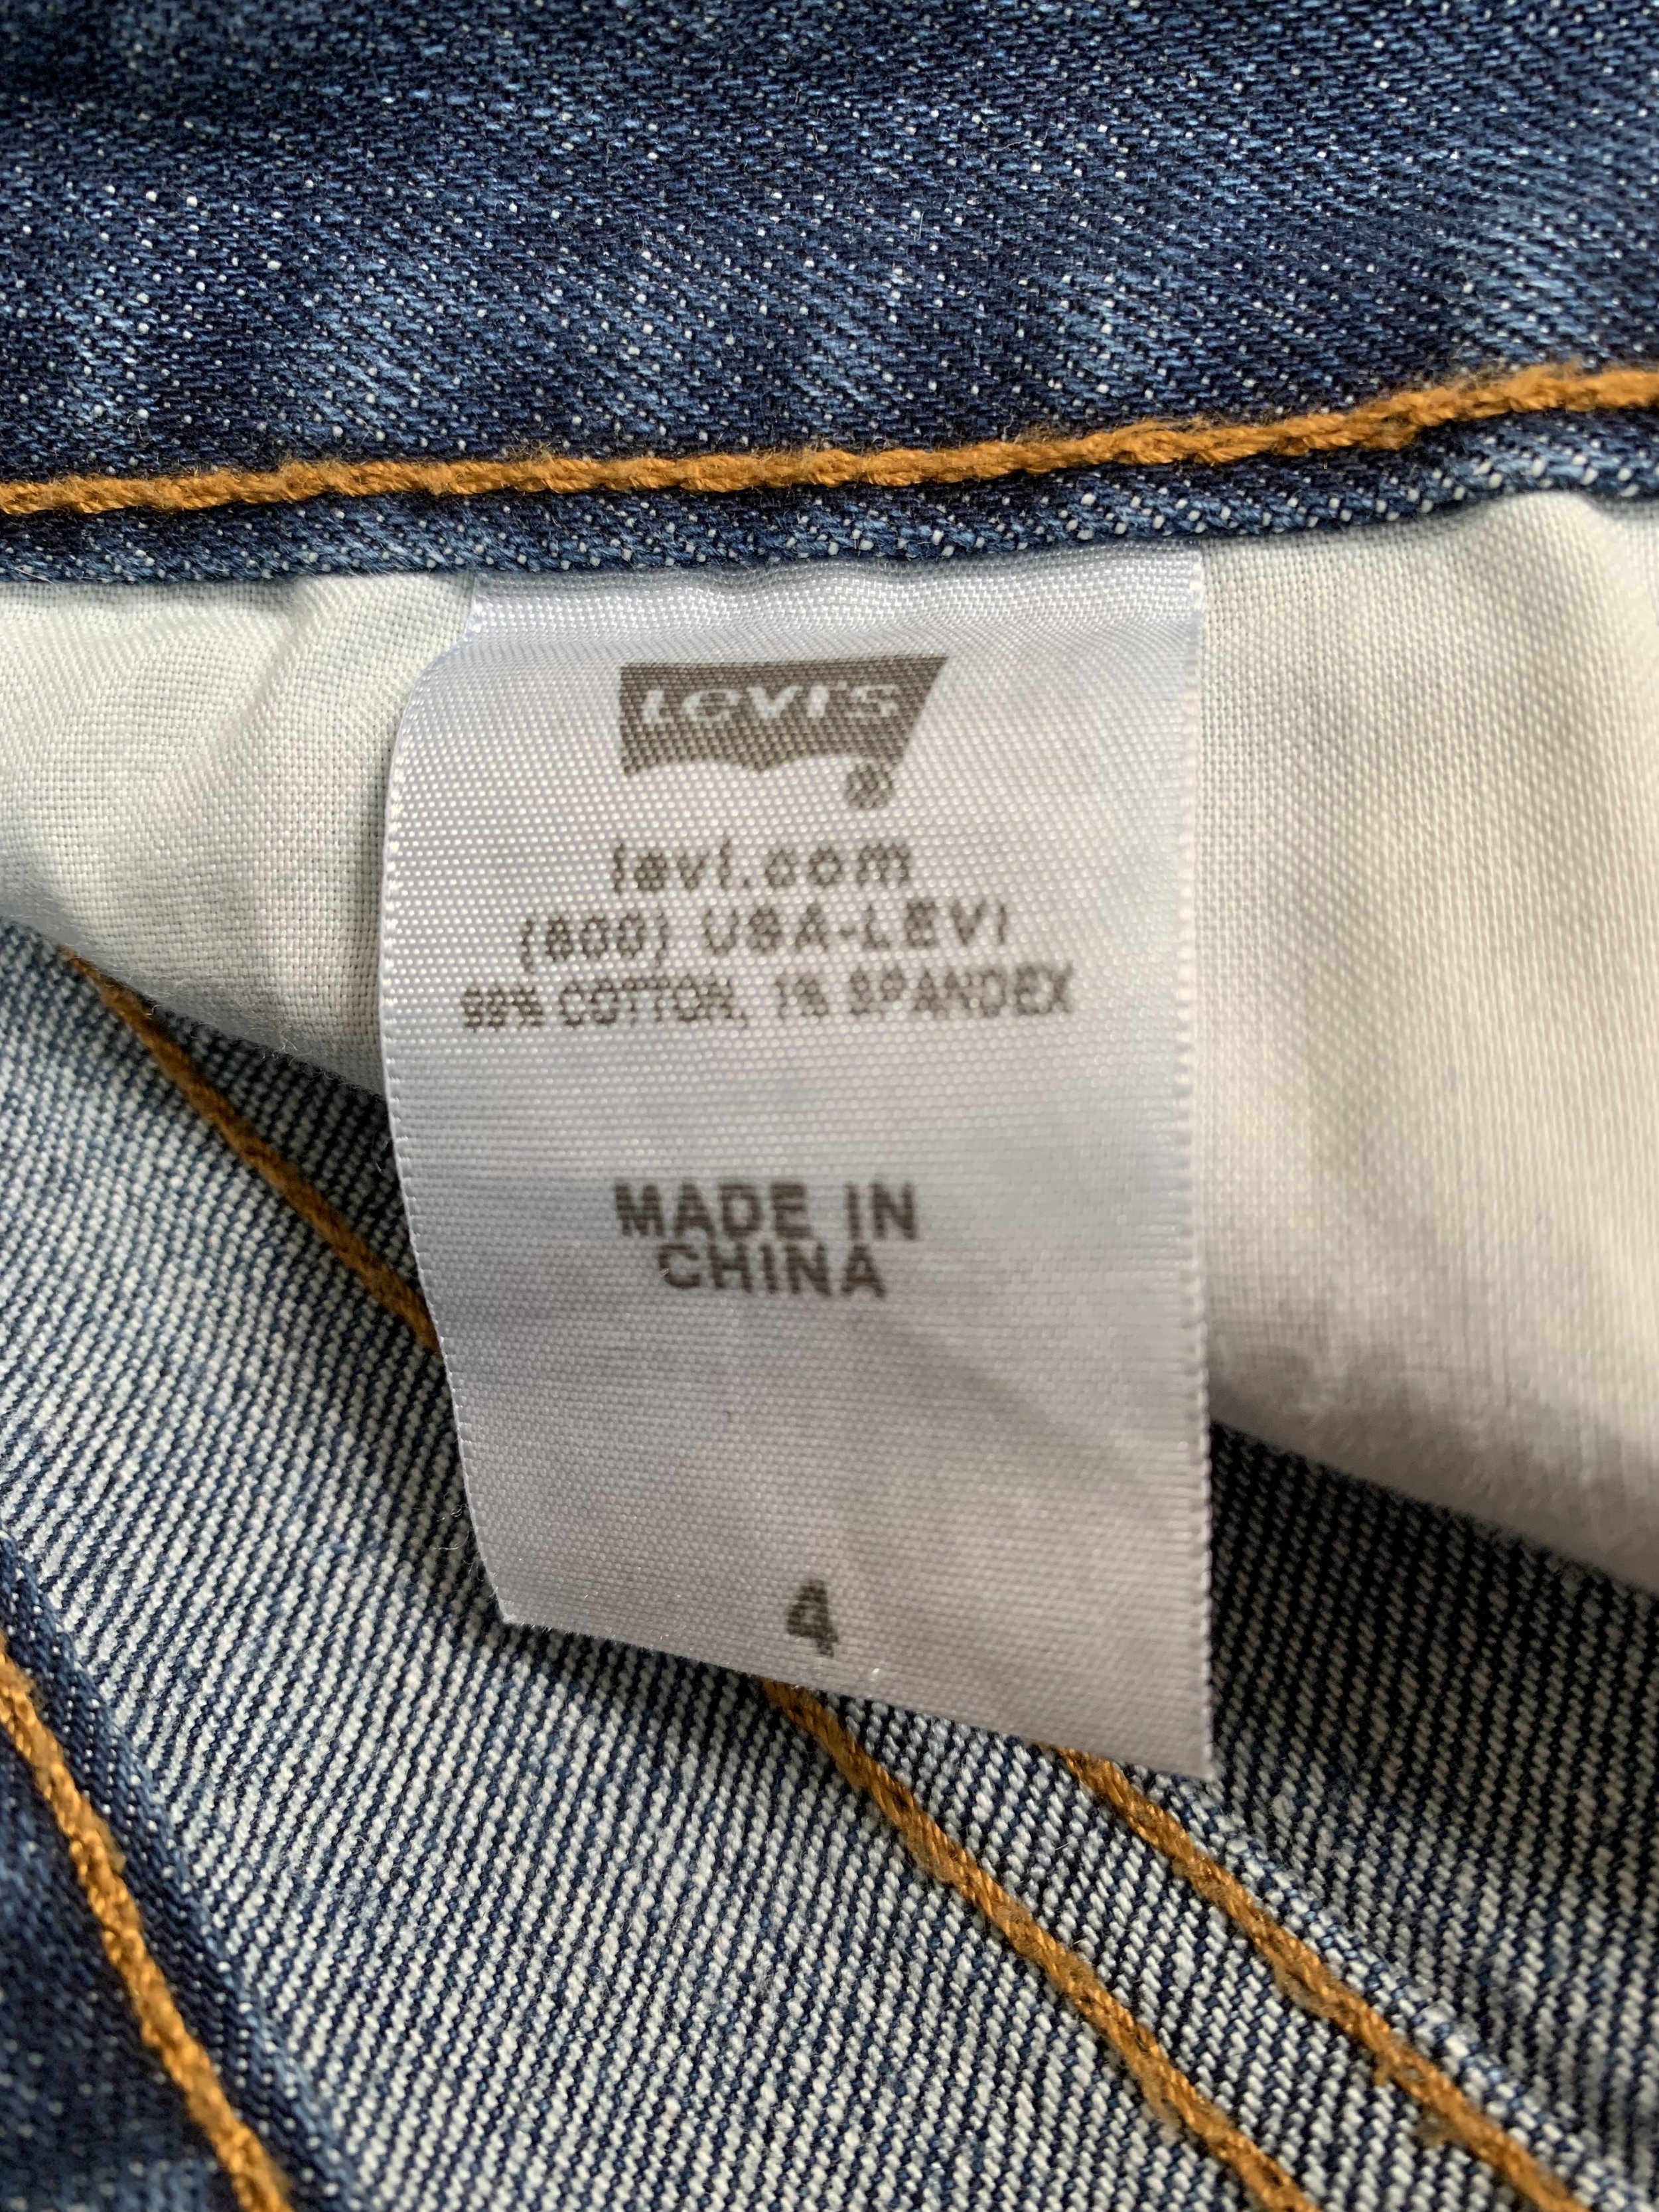 Levi's
®
levi.com
(800) USA-LEVI
99% COTTON, 1% SPANDEX
MADE IN
CHINA
4